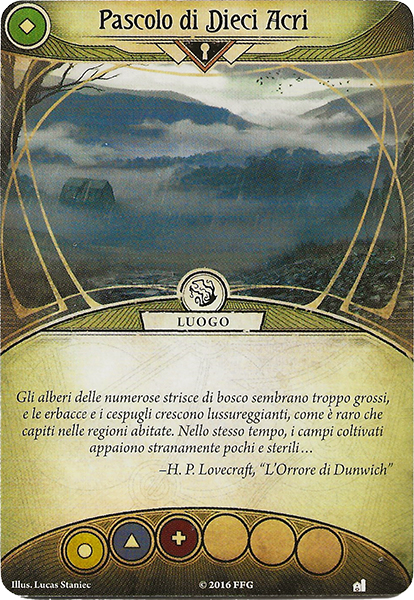 Pascolo di Dieci Acri
LUOGO
Gli alberi delle numerose strisce di bosco sembrano troppo grossi,
e le erbacce e i cespugli crescono lussureggianti, come è raro che
capiti nelle regioni abitate. Nello stesso tempo, i campi coltivati
appaiono stranamente pochi e sterili…
–H. P. Lovecraft, “L’Orrore di Dunwich”
Illus. Lucas Staniec
© 2016 FFG